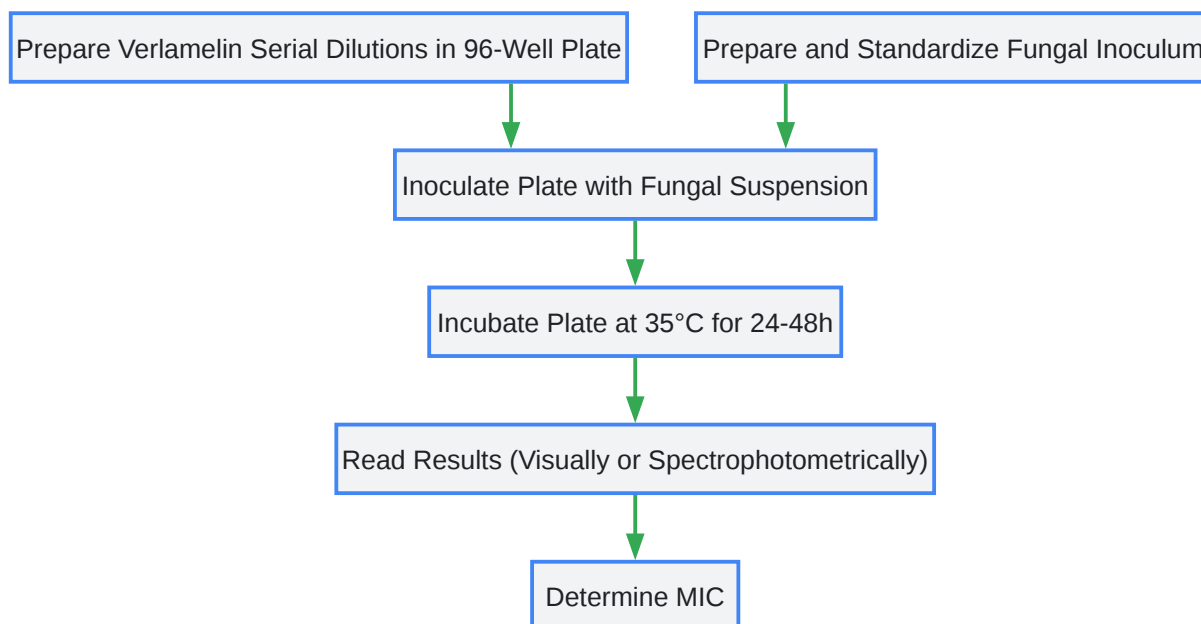 Prepare Verlamelin Serial Dilutions in 96-Well Plate
Prepare and Standardize Fungal Inoculum
Inoculate Plate with Fungal Suspension
Incubate Plate at 35°C for 24-48h
Read Results (Visually or Spectrophotometrically)
Determine MIC